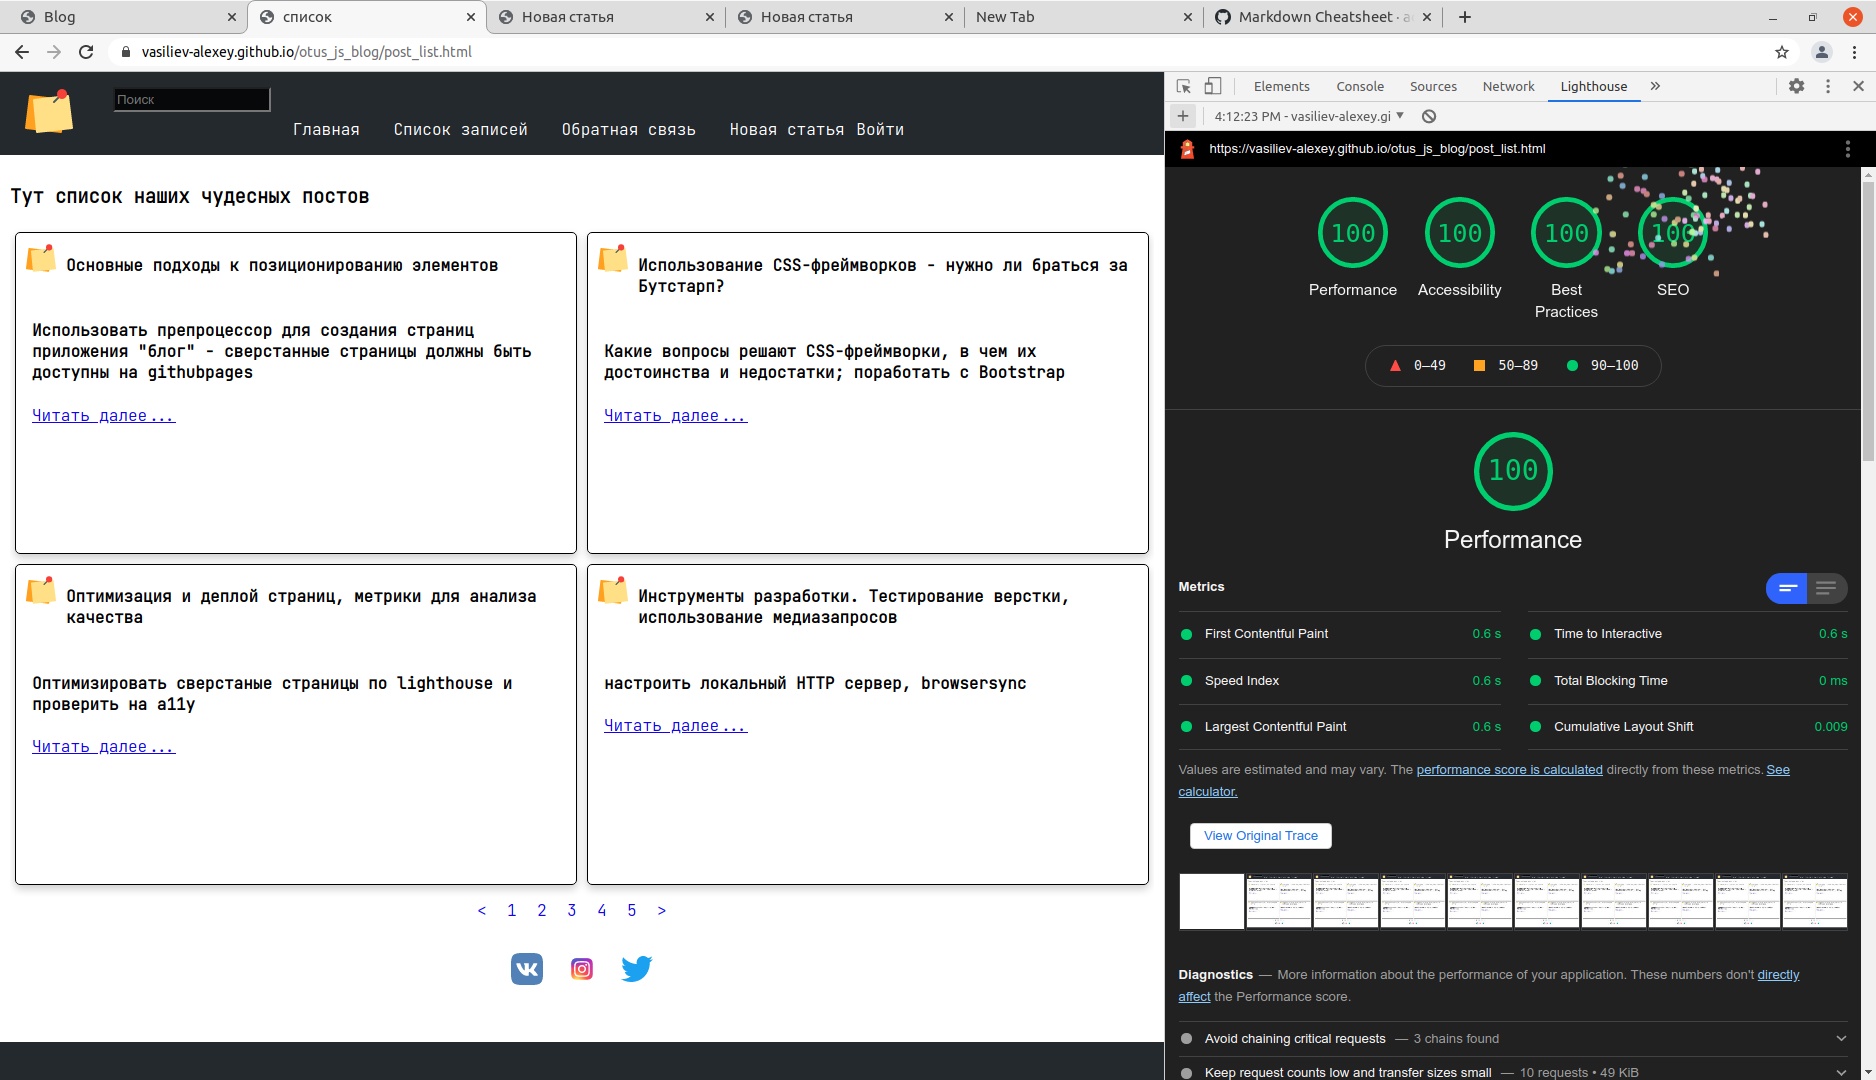 Blog
список
Новая статья
Новая статья
New Tab
Markdown Cheatsheet ·
vasiliev-alexey.github.io/otus_js_blog/post_list.html
Поиск
Главная Список записей Обратная связь Новая статья Войти
Тут список наших чудесных постов
Основные подходы к позиционированию элементов
Использовать препроцессор для создания страниц
приложения "блог" - сверстанные страницы должны быть
доступны на githubpages
Читать далее...
Использование CSS-фреймворков - нужно ли браться за
Бутстарп?
Какие вопросы решают CSS-фреймворки, в чем их
достоинства и недостатки; поработать с Bootstrap
Читать далее...
Оптимизация и деплой страниц, метрики для анализа
качества
Оптимизировать сверстаные страницы по lighthouse и
проверить на a11y
Читать далее...
Инструменты разработки. Тестирование верстки,
использование медиазапросов
настроить локальный HTTP сервер, browsersync
Читать далее...
< 1 2 3 4 5 >
Elements Console Sources Network Lighthouse »
4:12:23 PM - vasiliev-alexey.gi
https://vasiliev-alexey.github.io/otus_js_blog/post_list.html
100 100 100 100
Performance Accessibility Best SEO
Practices
0–49 50–89 90–100
100
Performance
Metrics
First Contentful Paint 0.6 s
Time to Interactive 0.6 s
Speed Index 0.6 s
Total Blocking Time 0 ms
Largest Contentful Paint 0.6 s
Cumulative Layout Shift 0.009
Values are estimated and may vary. The performance score is calculated directly from these metrics. See
calculator.
View Original Trace
Diagnostics — More information about the performance of your application. These numbers don't directly
affect the Performance score.
Avoid chaining critical requests — 3 chains found
Keep request counts low and transfer sizes small — 10 requests • 49 KiB